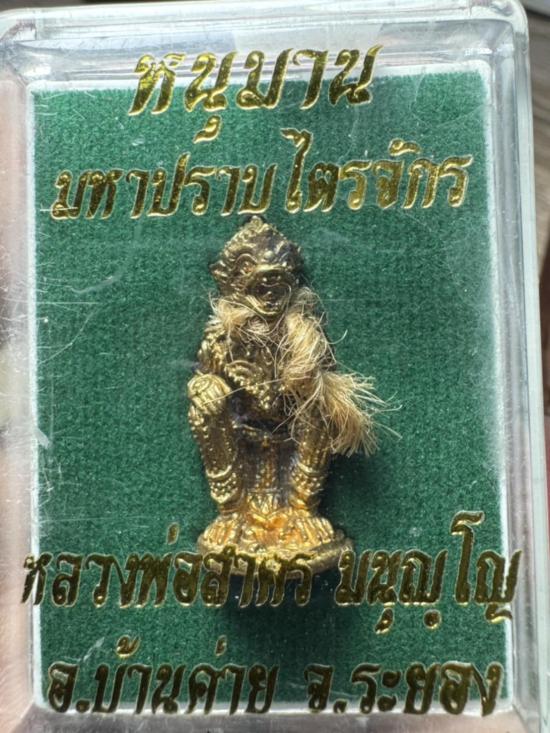 หนุมาน
มหาปราบไตรจักร
หลวงพ่อสาคร มนุญฺโญ
อ.บ้านค่าย จ.ระยอง